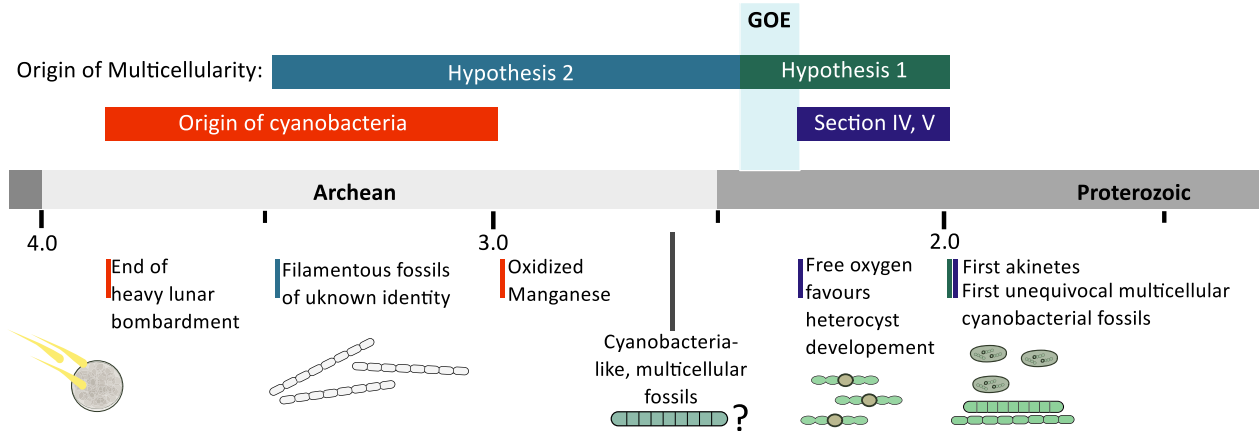 GOE
Origin of Multicellularity:
Hypothesis 2
Hypothesis 1
Origin of cyanobacteria
Section IV, V
Archean
Proterozoic
4.0
3.0
2.0
End of
heavy lunar
bombardment
Filamentous fossils
of uknown identity
Oxidized
Manganese
Cyanobacteria-
like, multicellular
fossils
?
Free oxygen
favours
heterocyst
developement
First akinetes
First unequivocal multicellular
cyanobacterial fossils